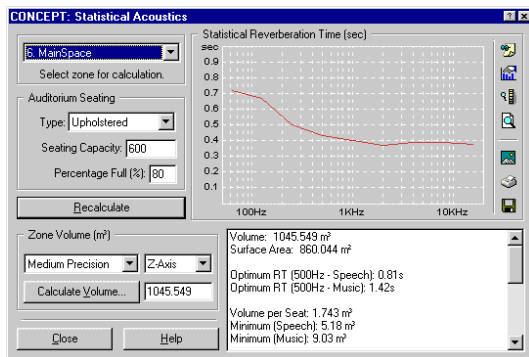 CONCEPT: Statistical Acoustics
6. MainSpace
Select zone for calculation.
Auditorium Seating
Type: Upholstered
Seating Capacity: 600
Percentage Full (%): 80
Recalculate
Zone Volume (m³)
Medium Precision Z-Axis
Calculate Volume... 1045.549
Close Help
Statistical Reverberation Time (sec)
sec
0.9
0.8
0.7
0.6
0.5
0.4
0.3
0.2
0.1
100Hz 1KHz 10KHz
Volume: 1045.549 m³
Surface Area: 860.044 m²
Optimum RT (500Hz - Speech): 0.81s
Optimum RT (500Hz - Music): 1.42s
Volume per Seat: 1.743 m³
Minimum (Speech): 5.18 m³
Minimum (Music): 9.03 m³